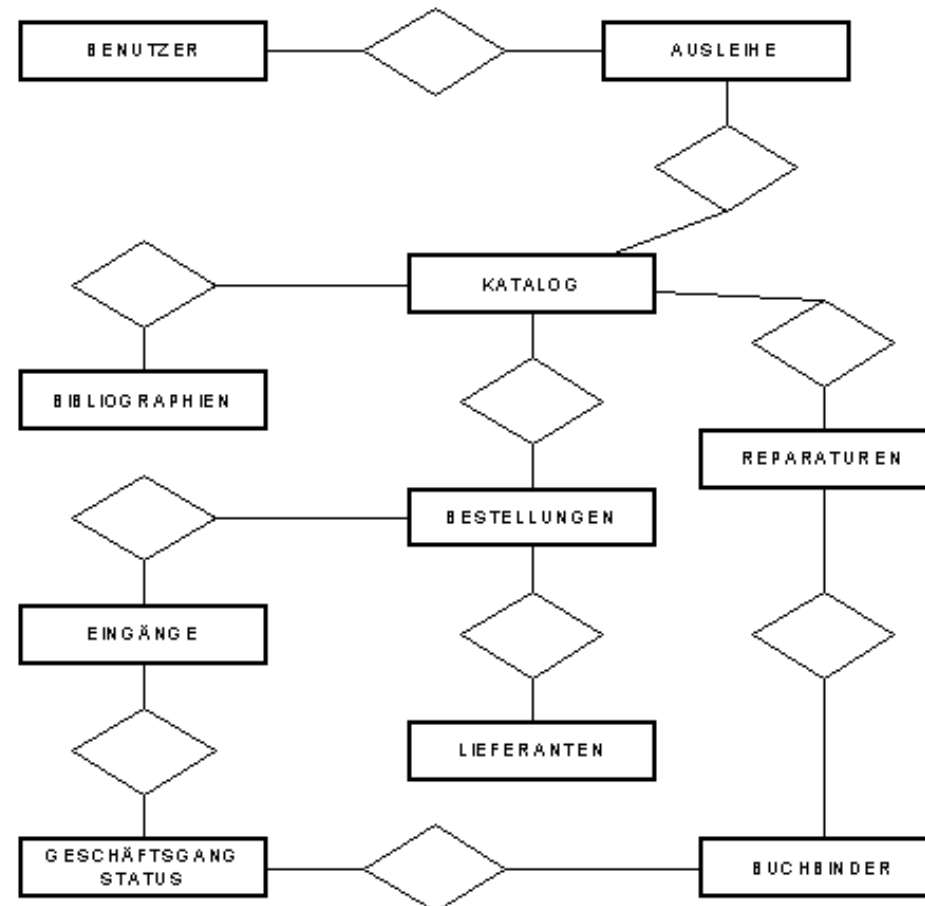 BENUTZER
AUSLEIHE
KATALOG
BIBLIOGRAPHIEN
REPARATUREN
BESTELLUNGEN
EINGÄNGE
LIEFERANTEN
GESCHÄFTSGANG
STATUS
BUCHBINDER